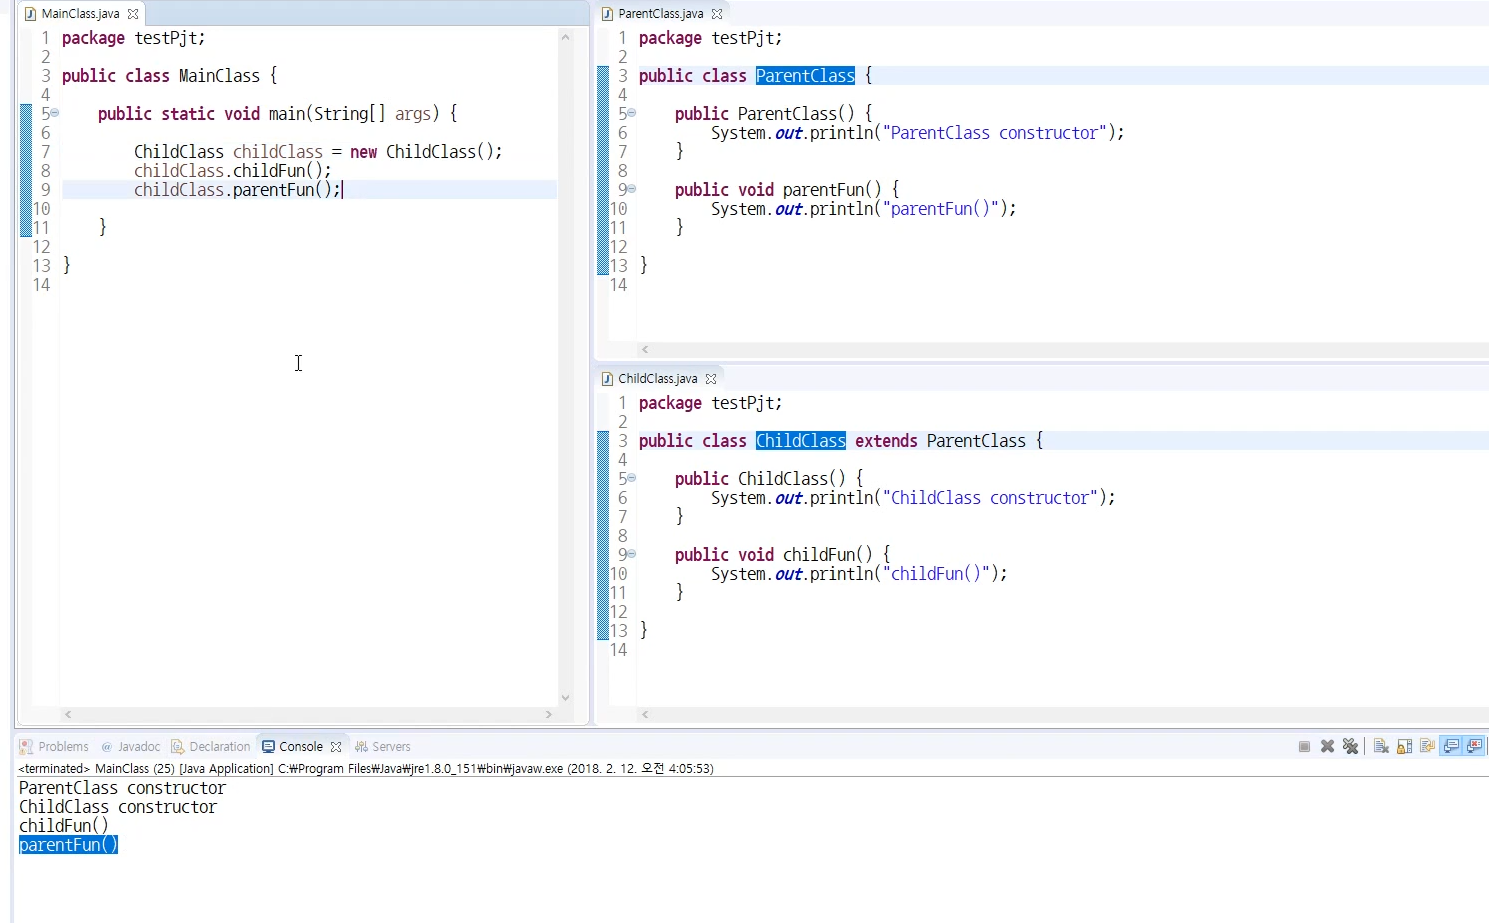 MainClass.java
1 package testPjt;
2
3 public class MainClass {
4
5     public static void main(String[] args) {
6
7         ChildClass childClass = new ChildClass();
8         childClass.childFun();
9         childClass.parentFun();
10
11     }
12
13 }
14
ParentClass.java
1 package testPjt;
2
3 public class ParentClass {
4
5     public ParentClass() {
6         System.out.println("ParentClass constructor");
7     }
8
9     public void parentFun() {
10         System.out.println("parentFun()");
11     }
12
13 }
14
ChildClass.java
1 package testPjt;
2
3 public class ChildClass extends ParentClass {
4
5     public ChildClass() {
6         System.out.println("ChildClass constructor");
7     }
8
9     public void childFun() {
10         System.out.println("childFun()");
11     }
12
13 }
14
Problems @ Javadoc Declaration Console Servers
<terminated> MainClass (25) [Java Application] C:₩Program Files₩Java₩jre1.8.0_151₩bin₩javaw.exe (2018. 2. 12. 오전 4:05:53)
ParentClass constructor
ChildClass constructor
childFun()
parentFun()